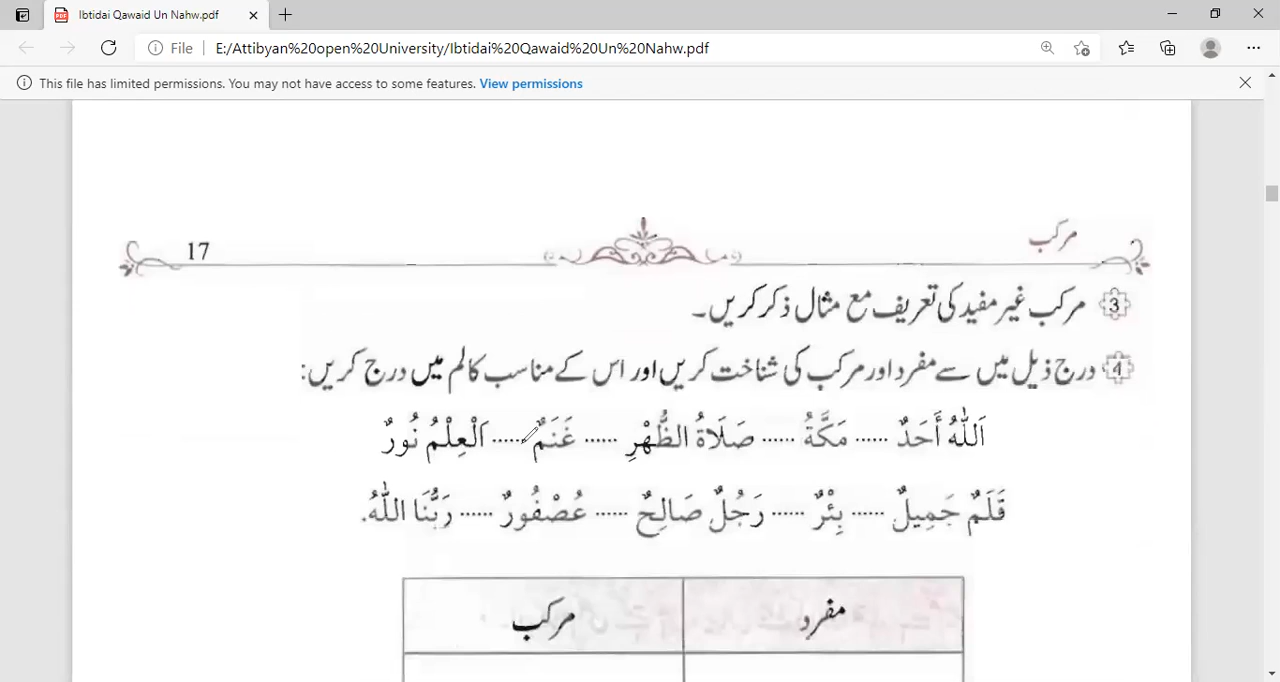 Ibtidai Qawaid Un Nahw.pdf
File | E:/Attibyan%20open%20University/Ibtidai%20Qawaid%20Un%20Nahw.pdf
This file has limited permissions. You may not have access to some features. View permissions
17 مرکب
3 مرکب غیر مفید کی تعریف مع مثال ذکر کریں۔
4 درج ذیل میں سے مفرد اور مرکب کی شناخت کریں اور اس کے مناسب کالم میں درج کریں:
اَللّٰهُ أَحَدٌ ...... مَكَّةُ ...... صَلَاةُ الظُّهْرِ ...... غَنَمٌ ...... اَلْعِلْمُ نُورٌ
قَلَمٌ جَمِيلٌ ...... بِئْرٌ ...... رَجُلٌ صَالِحٌ ...... عُصْفُورٌ ...... رَبُّنَا اللّٰهُ.
مفرد مرکب